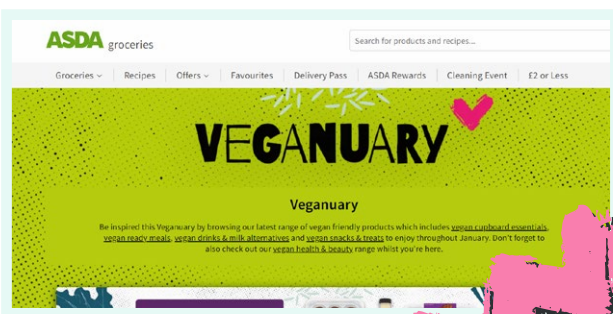 ASDA groceries
Search for products and recipes...
Groceries Recipes Offers Favourites Delivery Pass ASDA Rewards Cleaning Event £2 or Less
VEGANUARY
Veganuary
Be inspired this Veganuary by browsing our latest range of vegan friendly products which includes vegan cupboard essentials,
vegan ready meals, vegan drinks & milk alternatives and vegan snacks & treats to enjoy throughout January. Don't forget to
also check out our vegan health & beauty range whilst you're here.